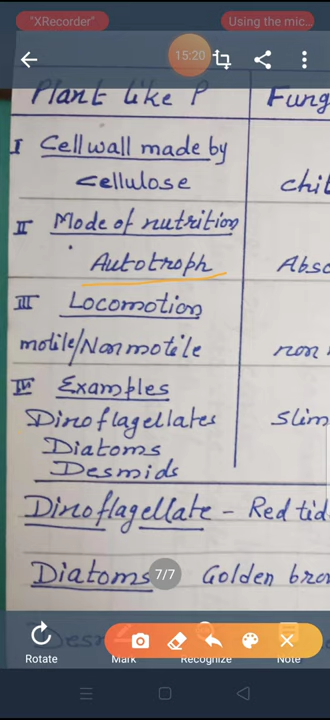 "XRecorder" Using the mic...
15:20
Plant like P Fung
I Cellwall made by
Cellulose chit
II Mode of nutrition
Autotroph Abso
III Locomotion
motile/Nonmotile non
IV Examples
Dinoflagellates Slim
Diatoms
Desmids
Dinoflagellate - Red tid
Diatoms 7/7 Golden bro
Des
Rotate Mark Recognize Note